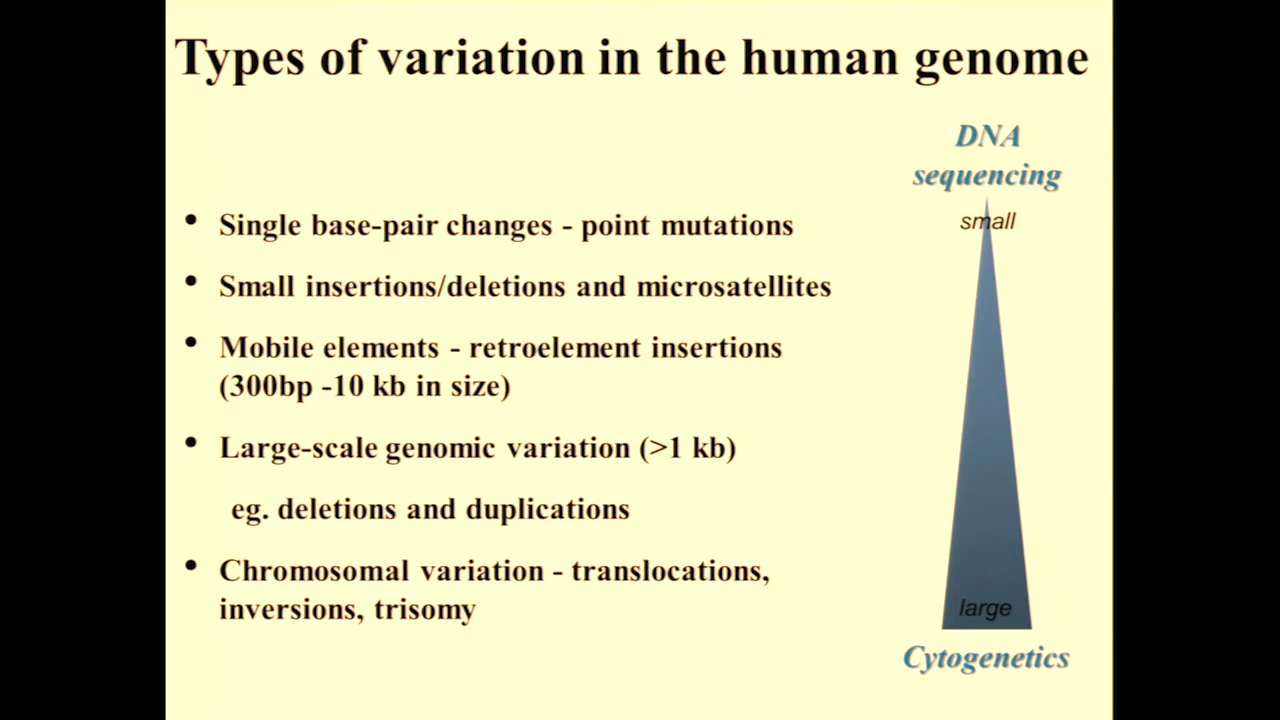 Types of variation in the human genome
DNA
sequencing
small
• Single base-pair changes - point mutations
• Small insertions/deletions and microsatellites
• Mobile elements - retroelement insertions
(300bp -10 kb in size)
• Large-scale genomic variation (>1 kb)
eg. deletions and duplications
• Chromosomal variation - translocations,
inversions, trisomy
large
Cytogenetics